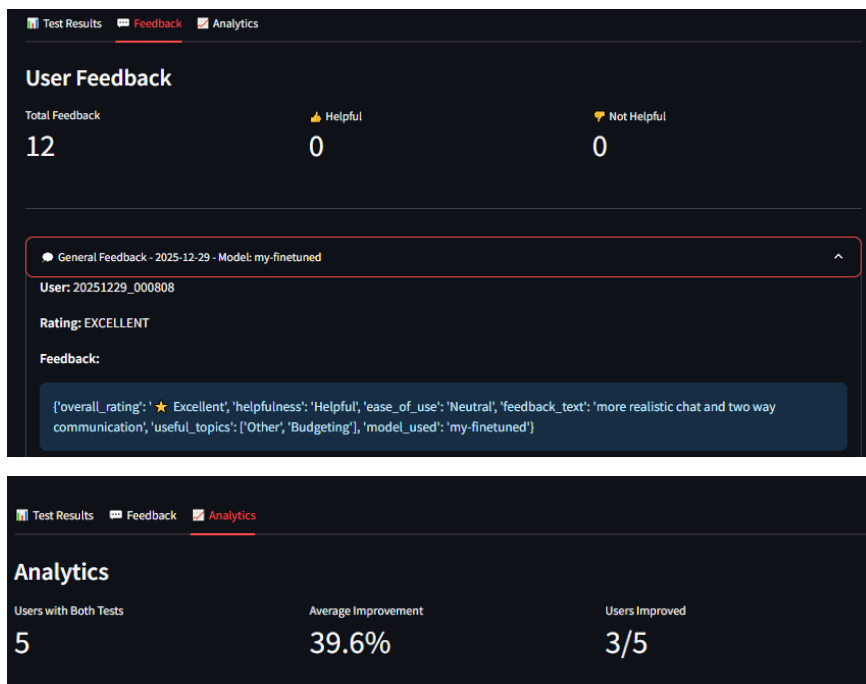 📊 Test Results 💬 Feedback 📈 Analytics
User Feedback
Total Feedback 👍 Helpful 👎 Not Helpful
12 0 0
💬 General Feedback - 2025-12-29 - Model: my-finetuned
User: 20251229_000808
Rating: EXCELLENT
Feedback:
{'overall_rating': '⭐ Excellent', 'helpfulness': 'Helpful', 'ease_of_use': 'Neutral', 'feedback_text': 'more realistic chat and two way
communication', 'useful_topics': ['Other', 'Budgeting'], 'model_used': 'my-finetuned'}
📊 Test Results 💬 Feedback 📈 Analytics
Analytics
Users with Both Tests Average Improvement Users Improved
5 39.6% 3/5